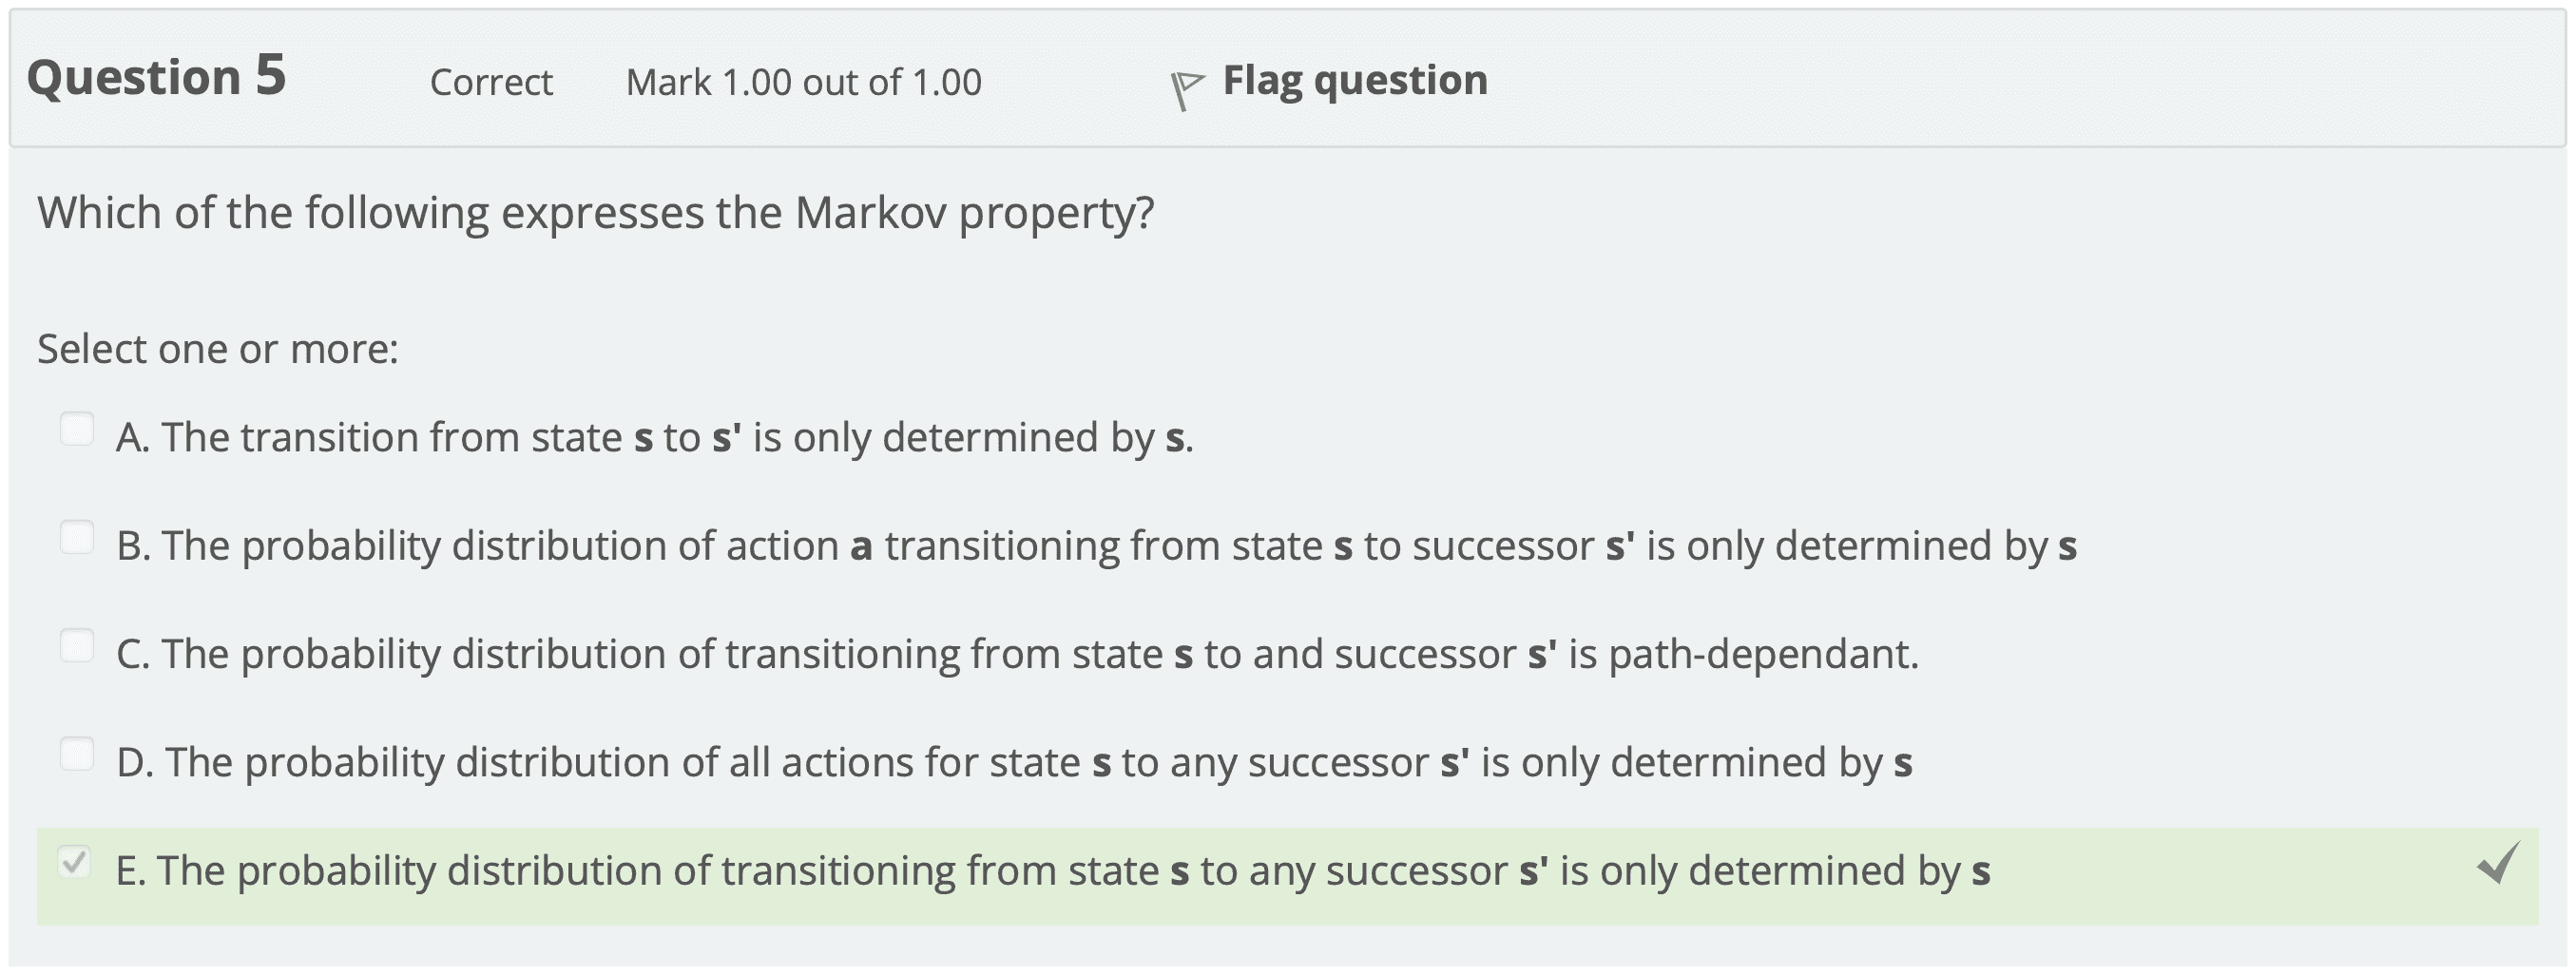 Question 5 Correct Mark 1.00 out of 1.00 Flag question
Which of the following expresses the Markov property?
Select one or more:
A. The transition from state s to s' is only determined by s.
B. The probability distribution of action a transitioning from state s to successor s' is only determined by s
C. The probability distribution of transitioning from state s to and successor s' is path-dependant.
D. The probability distribution of all actions for state s to any successor s' is only determined by s
E. The probability distribution of transitioning from state s to any successor s' is only determined by s